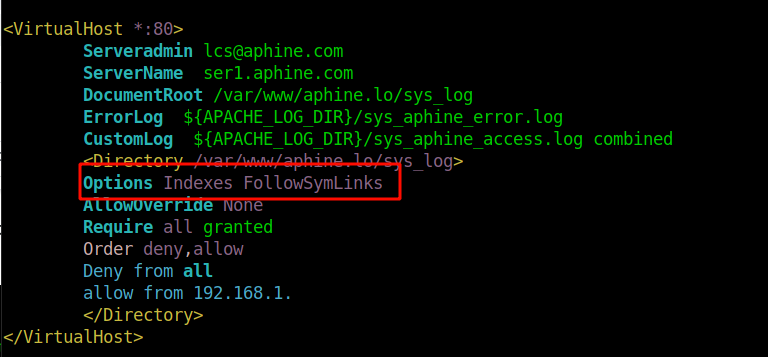 <VirtualHost *:80>
Serveradmin lcs@aphine.com
ServerName ser1.aphine.com
DocumentRoot /var/www/aphine.lo/sys_log
ErrorLog ${APACHE_LOG_DIR}/sys_aphine_error.log
CustomLog ${APACHE_LOG_DIR}/sys_aphine_access.log combined
<Directory /var/www/aphine.lo/sys_log>
Options Indexes FollowSymLinks
AllowOverride None
Require all granted
Order deny,allow
Deny from all
allow from 192.168.1.
</Directory>
</VirtualHost>